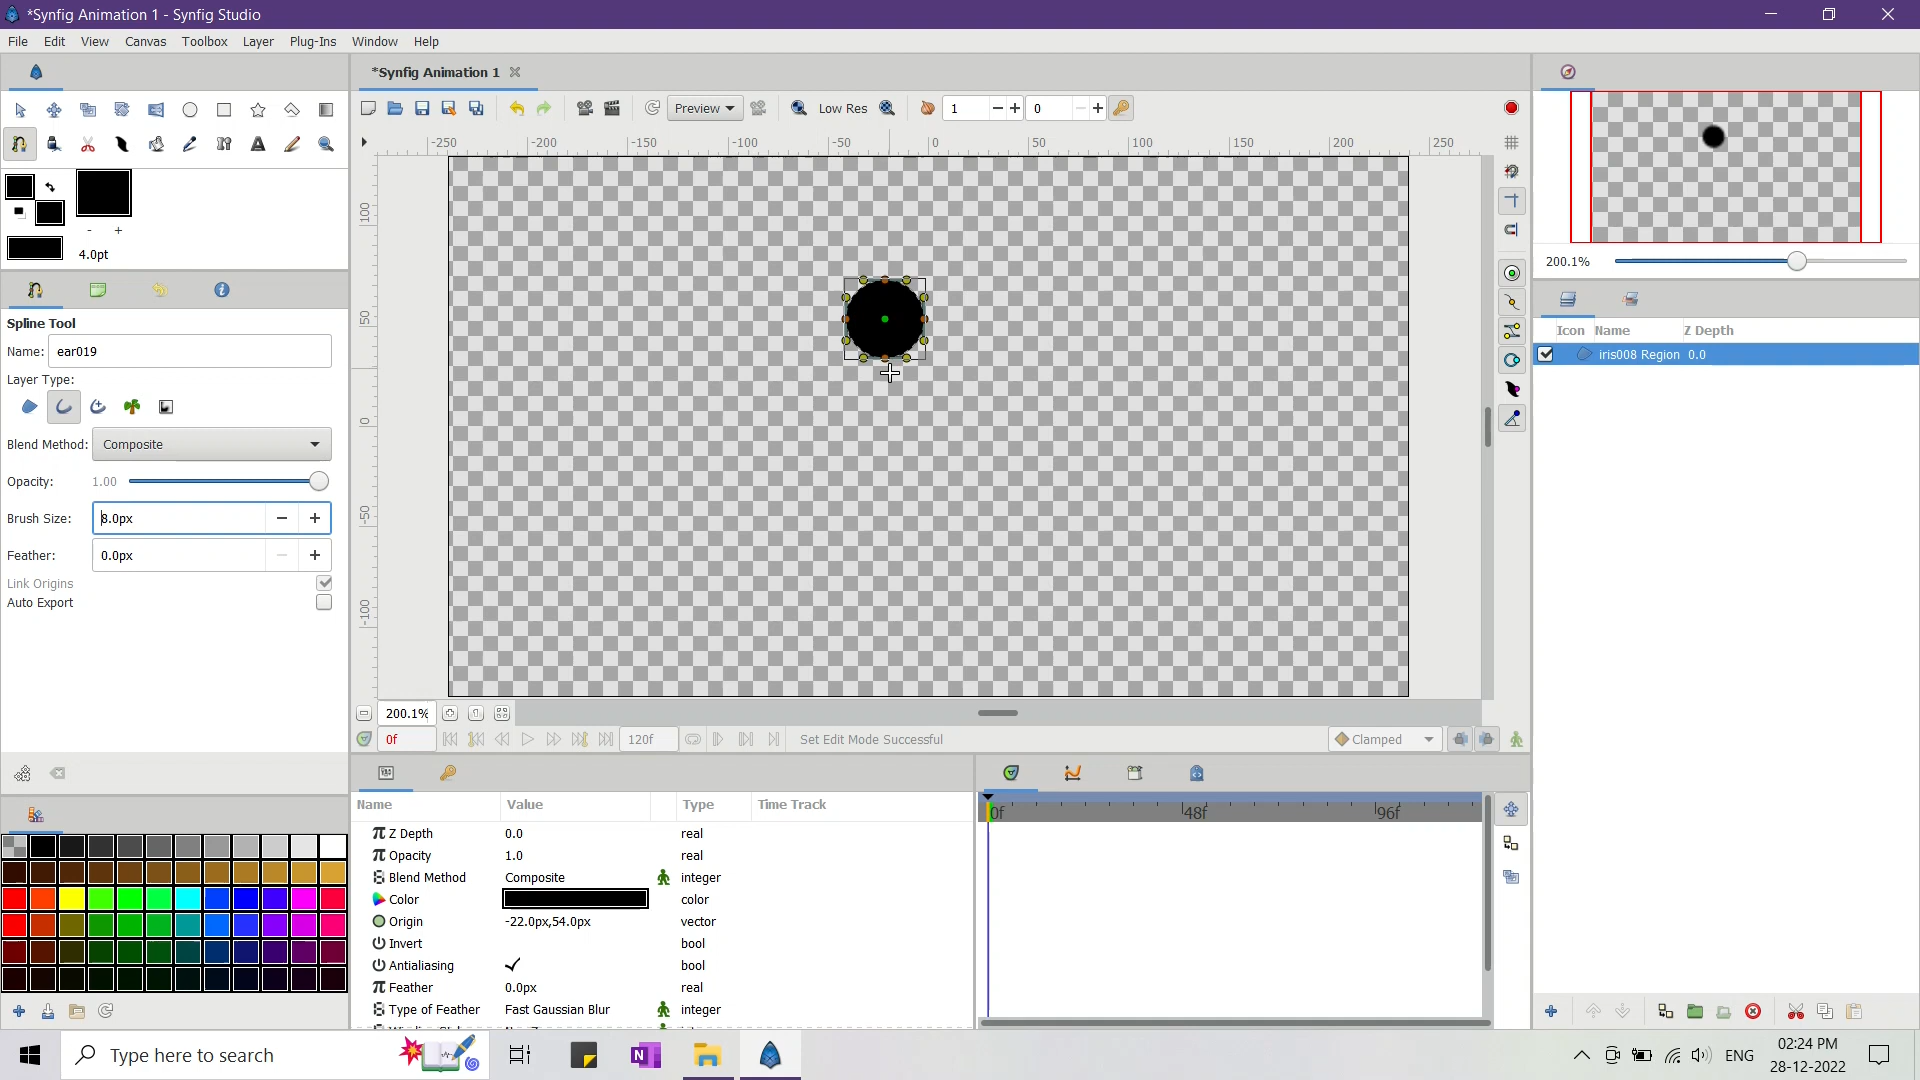 *Synfig Animation 1 - Synfig Studio
File Edit View Canvas Toolbox Layer Plug-Ins Window Help
*Synfig Animation 1
Preview Low Res 1 0
-250 -200 -150 -100 -50 0 50 100 150 200 250
100
50
0
-50
-100
- +
4.0pt
Spline Tool
Name: ear019
Layer Type:
Blend Method: Composite
Opacity: 1.00
Brush Size: 8.0px
Feather: 0.0px
Link Origins
Auto Export
200.1%
Icon Name Z Depth
iris008 Region 0.0
200.1%
0f 120f Set Edit Mode Successful Clamped
Name Value Type Time Track
Z Depth 0.0 real
Opacity 1.0 real
Blend Method Composite integer
Color color
Origin -22.0px,54.0px vector
Invert bool
Antialiasing bool
Feather 0.0px real
Type of Feather Fast Gaussian Blur integer
0f 48f 96f
Type here to search
N
ENG
02:24 PM
28-12-2022